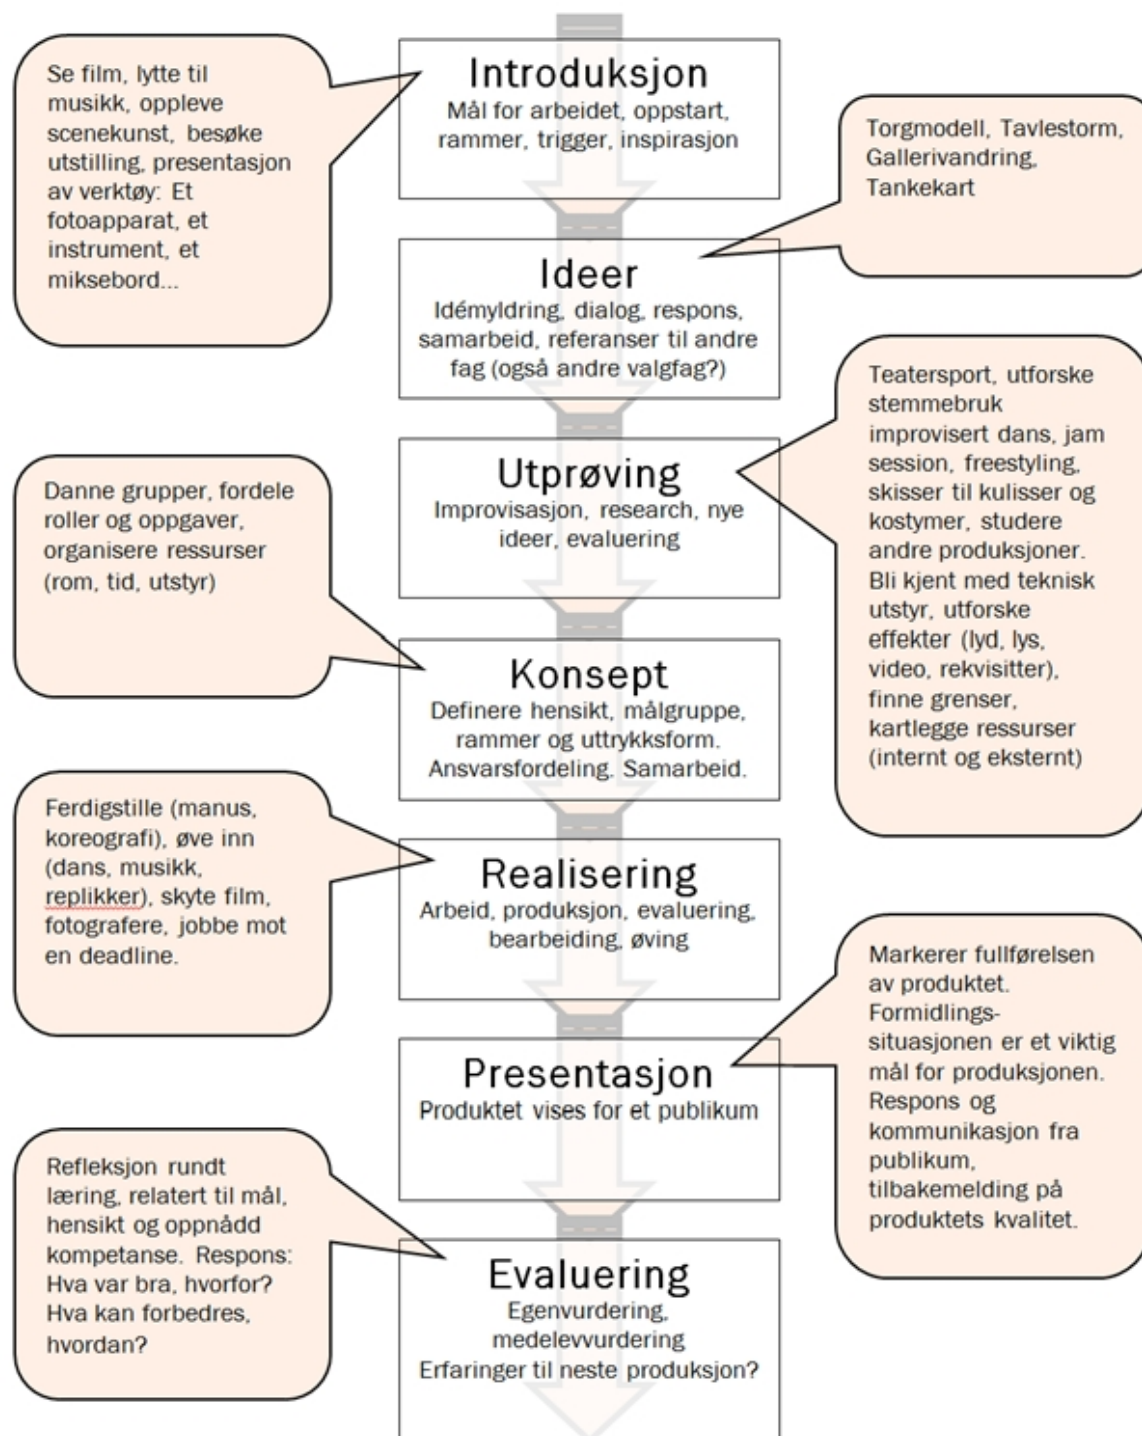 Se film, lytte til
musikk, oppleve
scenekunst, besøke
utstilling, presentasjon
av verktøy: Et
fotoapparat, et
instrument, et
miksebord...
Introduksjon
Mål for arbeidet, oppstart,
rammer, trigger, inspirasjon
Torgmodell, Tavlestorm,
Gallerivandring,
Tankekart
Ideer
Idémyldring, dialog, respons,
samarbeid, referanser til andre
fag (også andre valgfag?)
Teatersport, utforske
stemmebruk
improvisert dans, jam
session, freestyling,
skisser til kulisser og
kostymer, studere
andre produksjoner.
Bli kjent med teknisk
utstyr, utforske
effekter (lyd, lys,
video, rekvisitter),
finne grenser,
kartlegge ressurser
(internt og eksternt)
Utprøving
Improvisasjon, research, nye
ideer, evaluering
Danne grupper, fordele
roller og oppgaver,
organisere ressurser
(rom, tid, utstyr)
Konsept
Definere hensikt, målgruppe,
rammer og uttrykksform.
Ansvarsfordeling. Samarbeid.
Ferdigstille (manus,
koreografi), øve inn
(dans, musikk,
replikker), skyte film,
fotografere, jobbe mot
en deadline.
Realisering
Arbeid, produksjon, evaluering,
bearbeiding, øving
Markerer fullførelsen
av produktet.
Formidlings-
situasjonen er et viktig
mål for produksjonen.
Respons og
kommunikasjon fra
publikum,
tilbakemelding på
produktets kvalitet.
Presentasjon
Produktet vises for et publikum
Refleksjon rundt
læring, relatert til mål,
hensikt og oppnådd
kompetanse. Respons:
Hva var bra, hvorfor?
Hva kan forbedres,
hvordan?
Evaluering
Egenvurdering,
medelevvurdering
Erfaringer til neste produksjon?